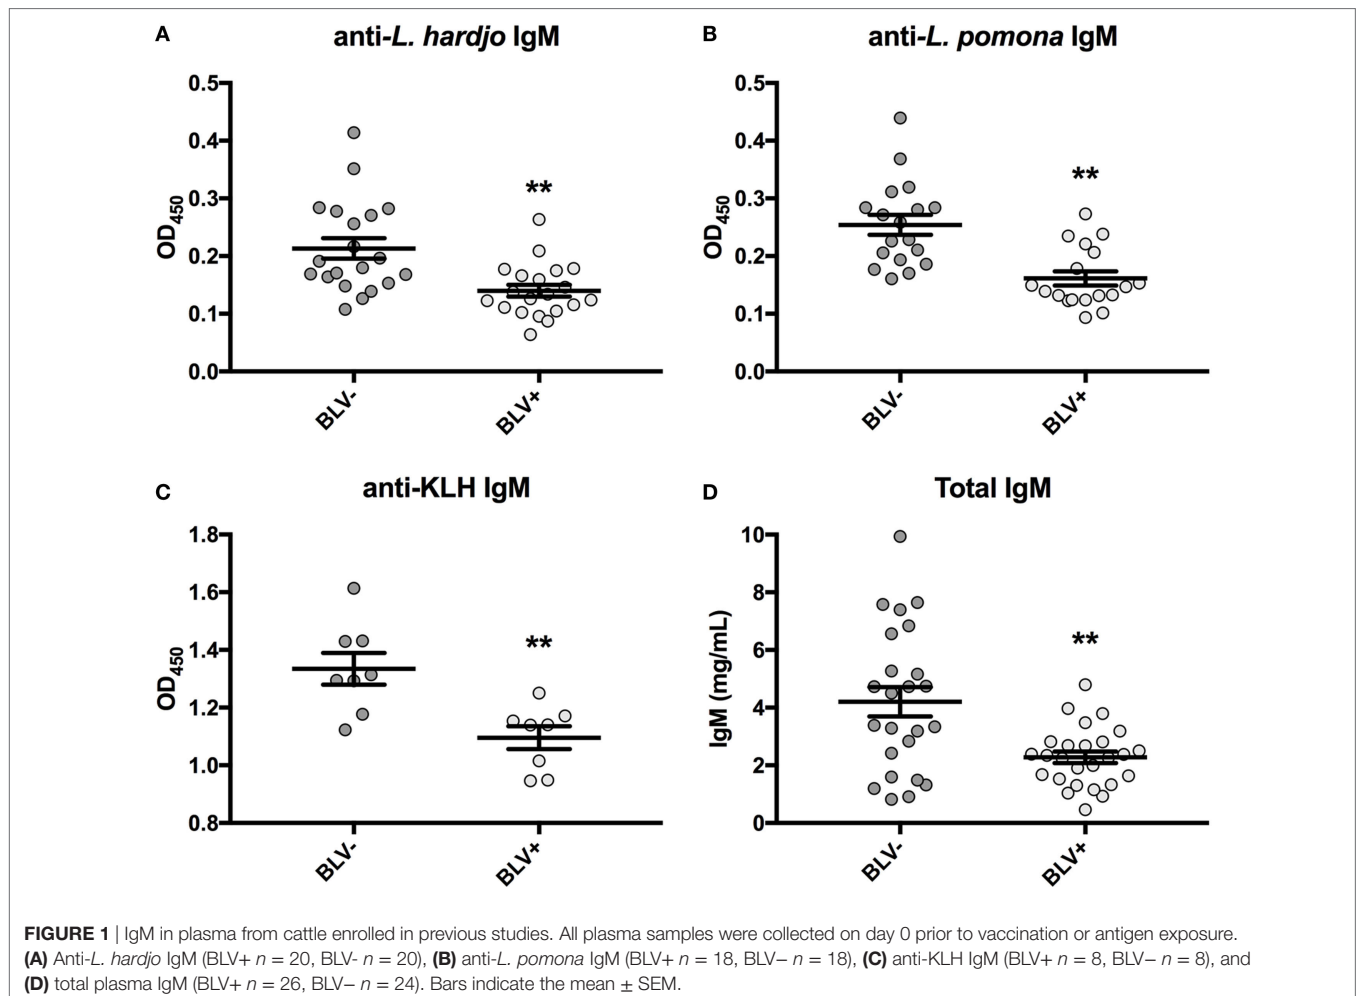 A
anti-L. hardjo IgM
OD450
0.5
0.4
0.3
0.2
0.1
0.0
**
BLV-
BLV+
B
anti-L. pomona IgM
OD450
0.5
0.4
0.3
0.2
0.1
0.0
**
BLV-
BLV+
C
anti-KLH IgM
OD450
1.8
1.6
1.4
1.2
1.0
0.8
**
BLV-
BLV+
D
Total IgM
IgM (mg/mL)
10
8
6
4
2
0
**
BLV-
BLV+
FIGURE 1 | IgM in plasma from cattle enrolled in previous studies. All plasma samples were collected on day 0 prior to vaccination or antigen exposure.
(A) Anti-L. hardjo IgM (BLV+ n = 20, BLV- n = 20), (B) anti-L. pomona IgM (BLV+ n = 18, BLV− n = 18), (C) anti-KLH IgM (BLV+ n = 8, BLV− n = 8), and
(D) total plasma IgM (BLV+ n = 26, BLV− n = 24). Bars indicate the mean ± SEM.